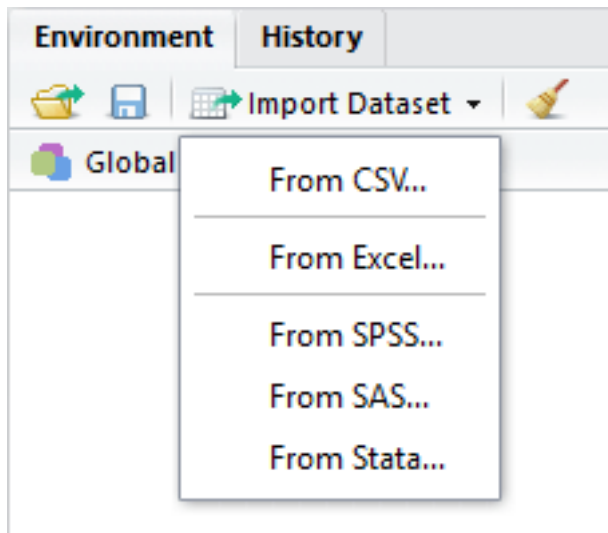 Environment History
Import Dataset
Global
From CSV...
From Excel...
From SPSS...
From SAS...
From Stata...